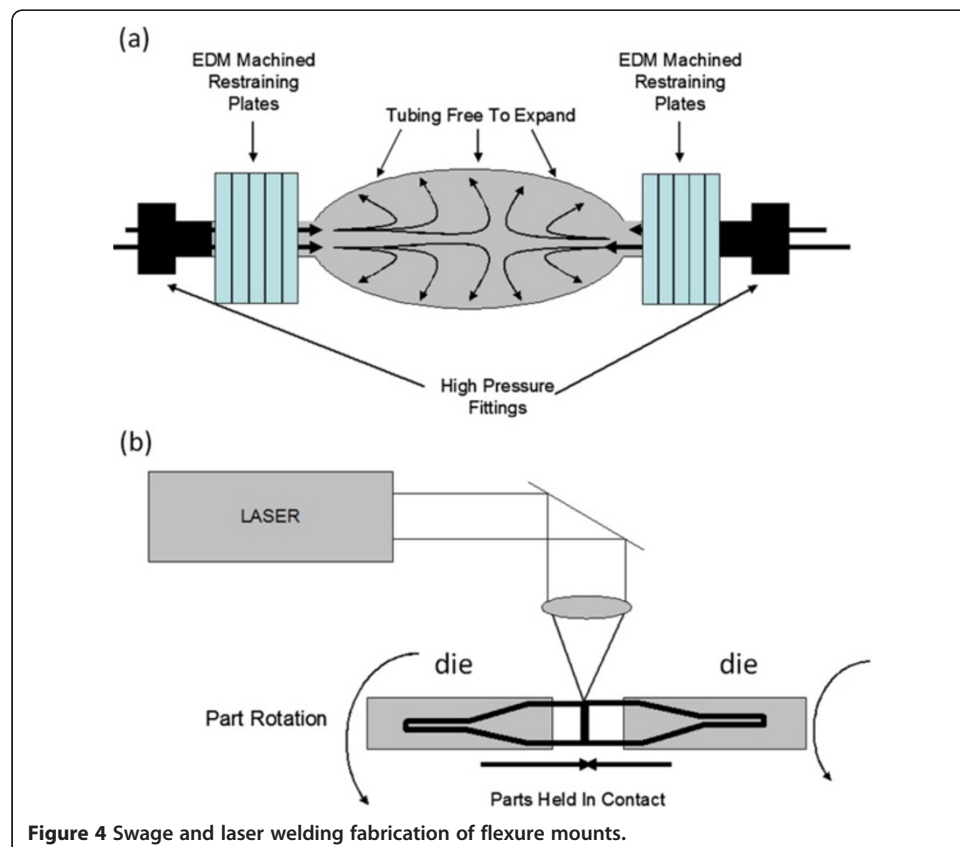 (a)
EDM Machined
Restraining
Plates
EDM Machined
Restraining
Plates
Tubing Free To Expand
High Pressure
Fittings
(b)
LASER
die
die
Part Rotation
Parts Held In Contact
Figure 4 Swage and laser welding fabrication of flexure mounts.